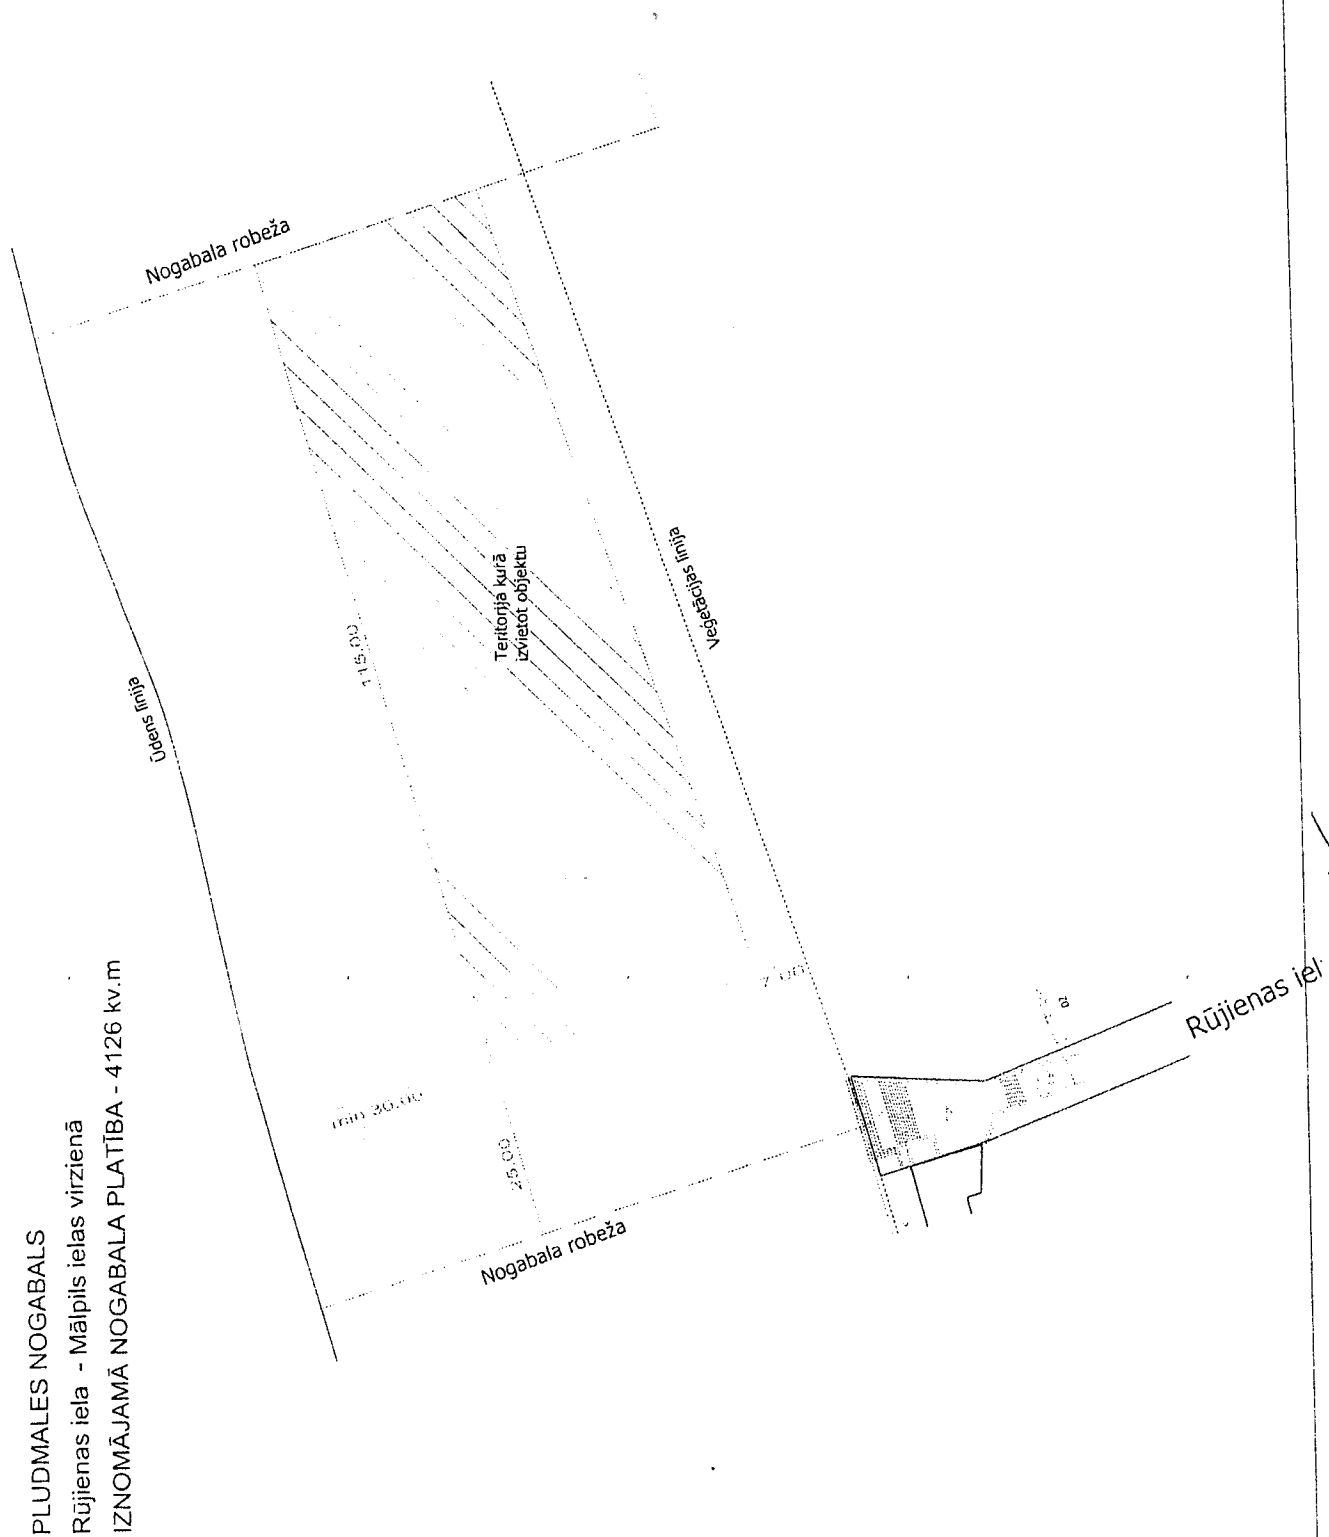 PLUDMALES NOGABALS
Rūjienas iela - Mālpils ielas virzienā
IZNOMĀJAMĀ NOGABALA PLATĪBA - 4126 kv.m
Nogabala robeža
Ūdens līnija
115.00
Teritorija kurā
izvietot objektu
Veģetācijas līnija
7.00
min 30.00
25.00
Nogabala robeža
Rūjienas iel